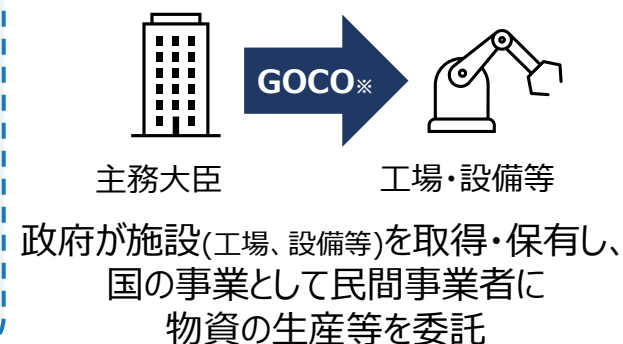 GOCO※
主務大臣
工場・設備等
政府が施設(工場、設備等)を取得・保有し、
国の事業として民間事業者に
物資の生産等を委託